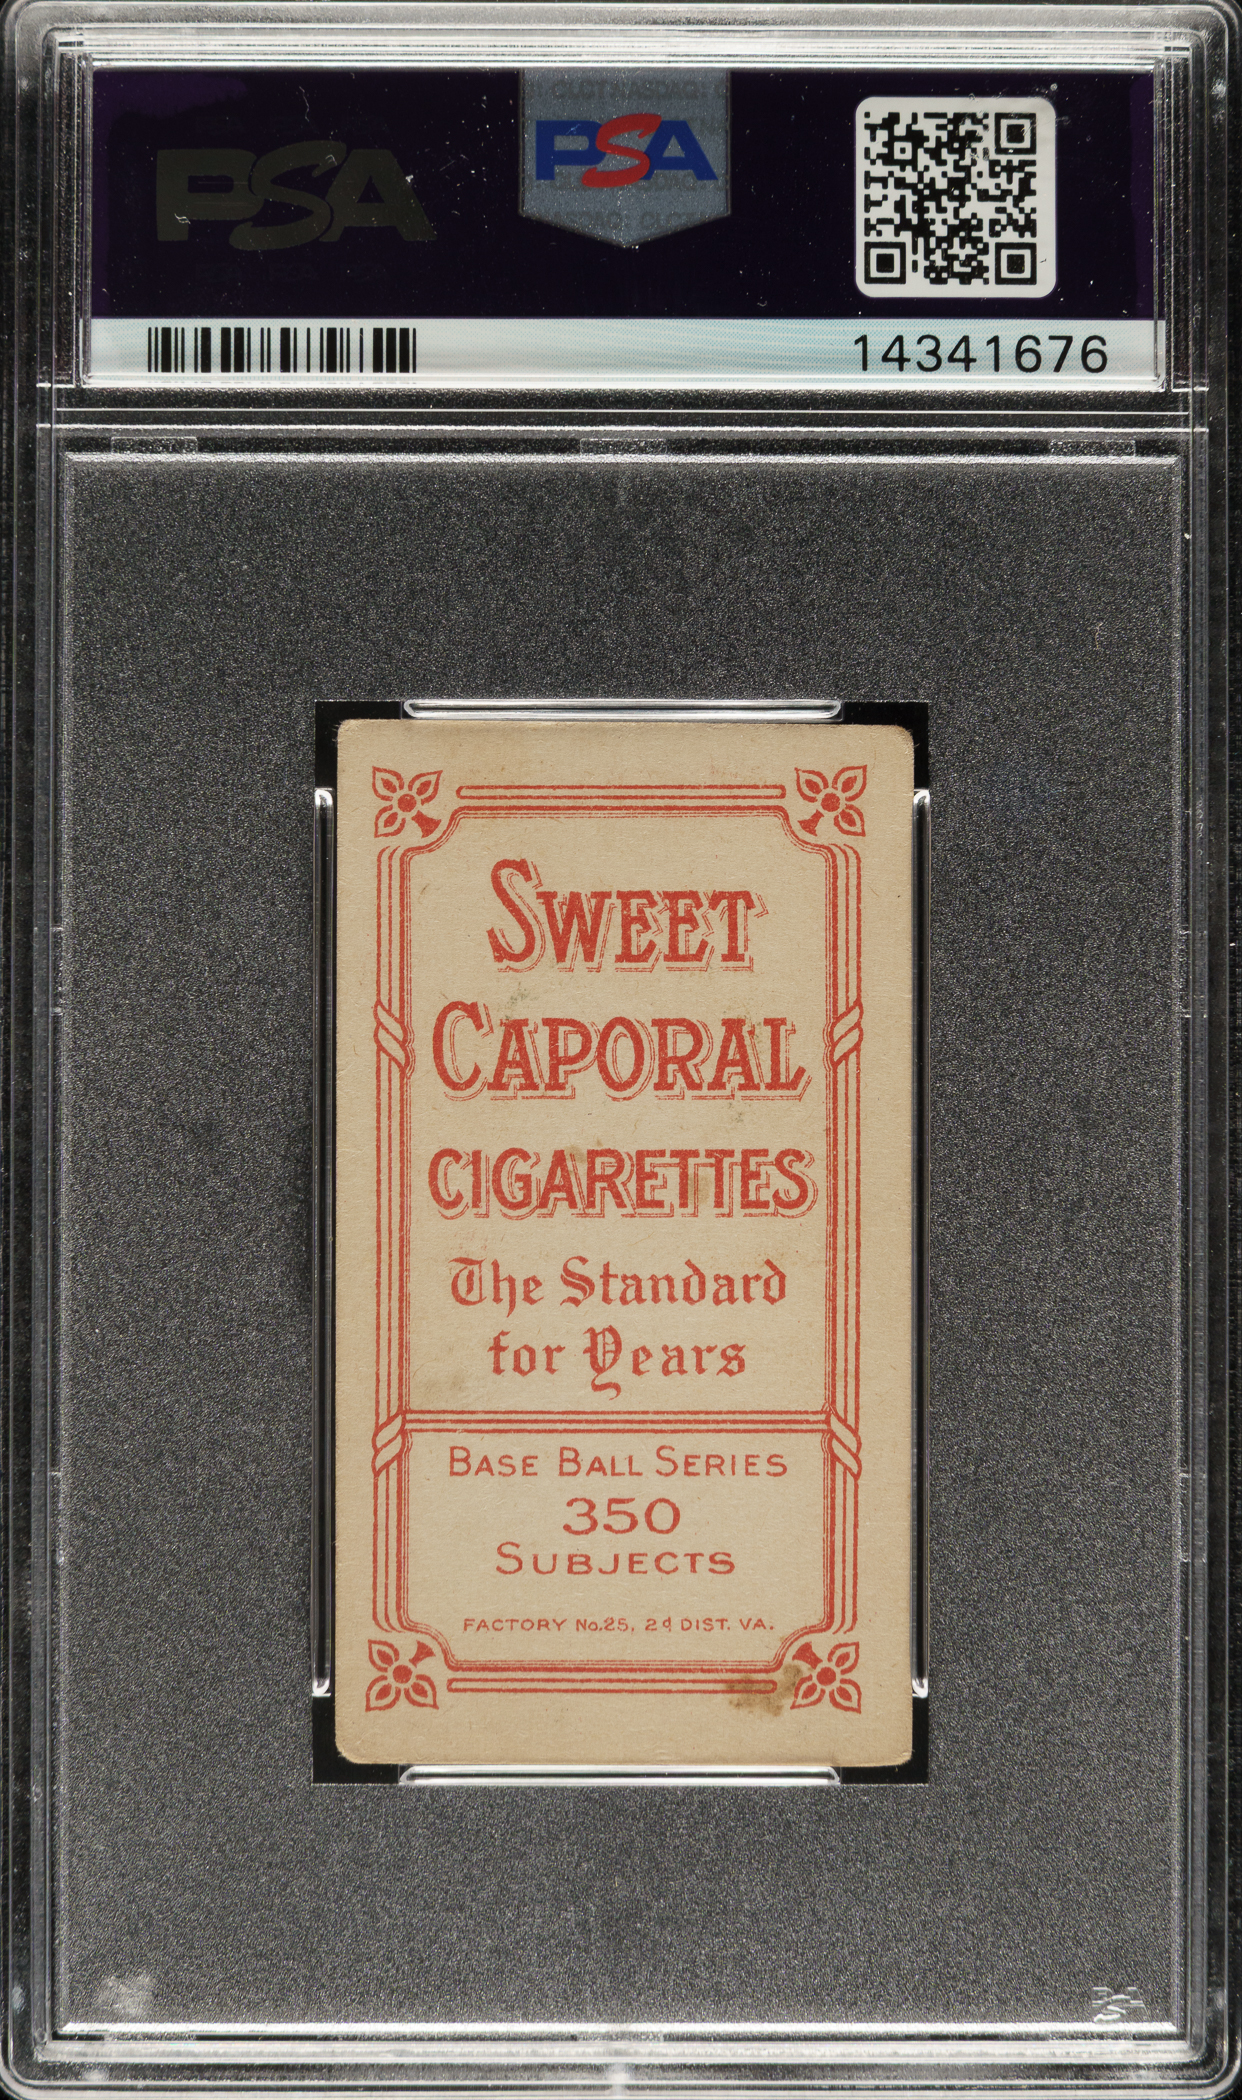 PSA
PSA
14341676
SWEET
CAPORAL
CIGARETTES
The Standard
for Years
BASE BALL SERIES
350
SUBJECTS
FACTORY No. 25, 2d DIST. VA.